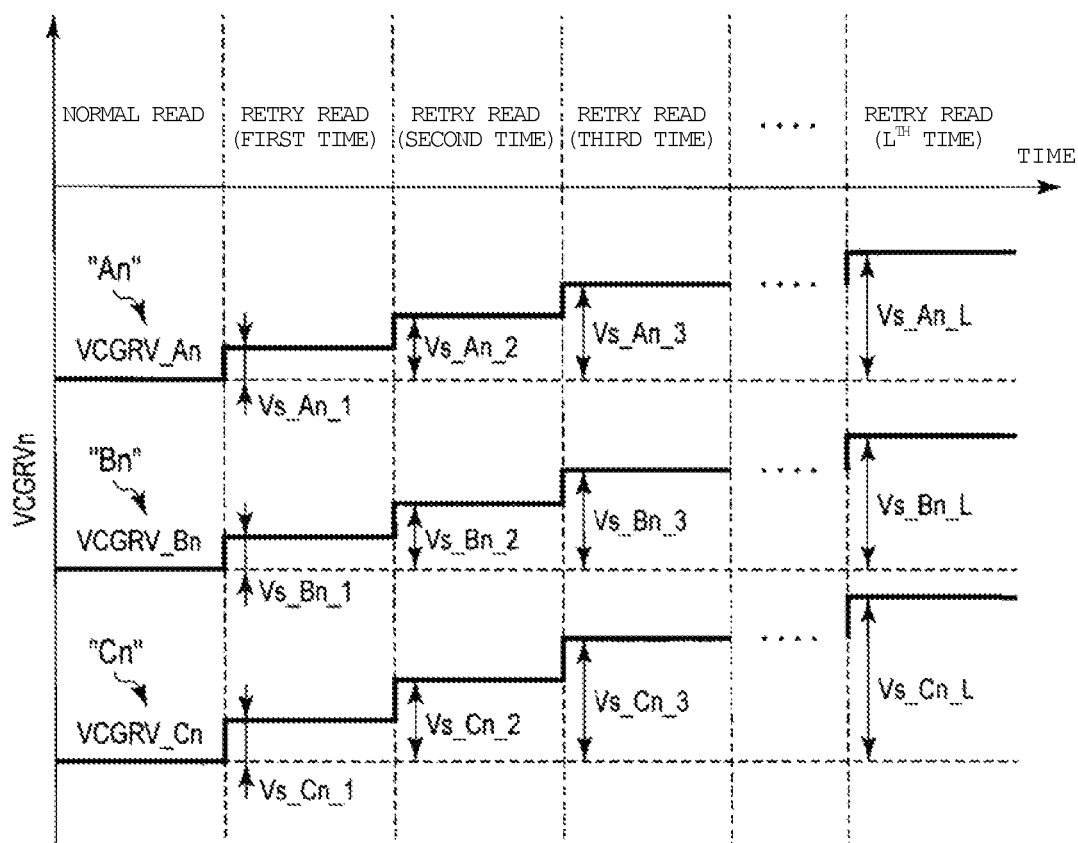 NORMAL READ
RETRY READ
(FIRST TIME)
RETRY READ
(SECOND TIME)
RETRY READ
(THIRD TIME)
....
RETRY READ
(LTH TIME)
TIME
VCGRVn
"An"
VCGRV_An
Vs_An_1
Vs_An_2
Vs_An_3
....
Vs_An_L
"Bn"
VCGRV_Bn
Vs_Bn_1
Vs_Bn_2
Vs_Bn_3
....
Vs_Bn_L
"Cn"
VCGRV_Cn
Vs_Cn_1
Vs_Cn_2
Vs_Cn_3
....
Vs_Cn_L